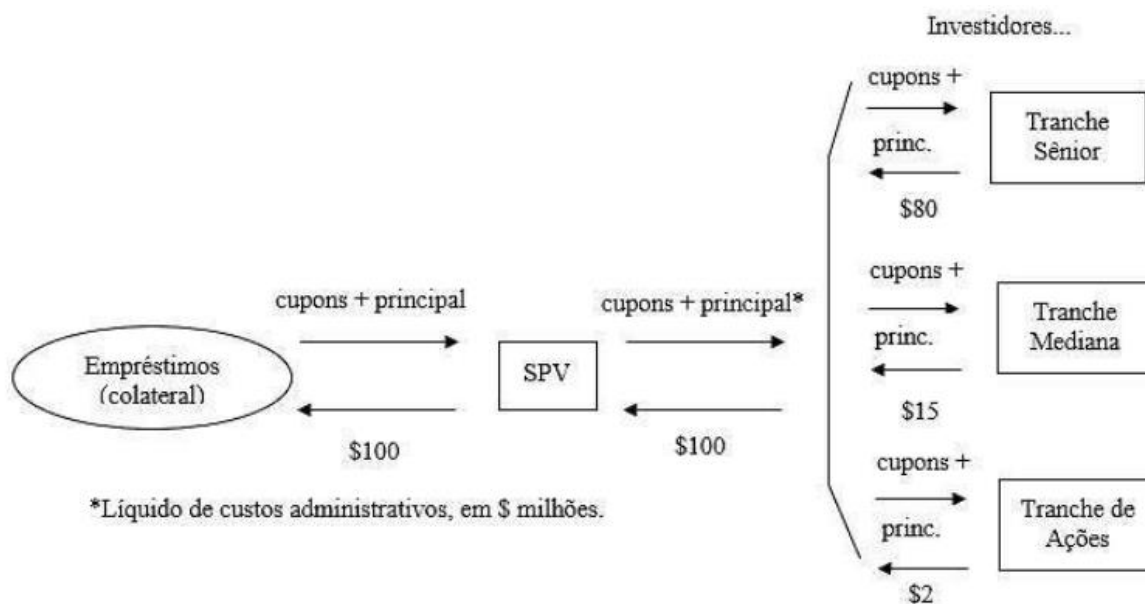 Investidores...
cupons +
princ.
$80
Tranche
Sênior
cupons +
princ.
$15
Tranche
Mediana
cupons +
princ.
$2
Tranche de
Ações
cupons + principal
cupons + principal*
Empréstimos
(colateral)
SPV
$100
$100
*Líquido de custos administrativos, em $ milhões.